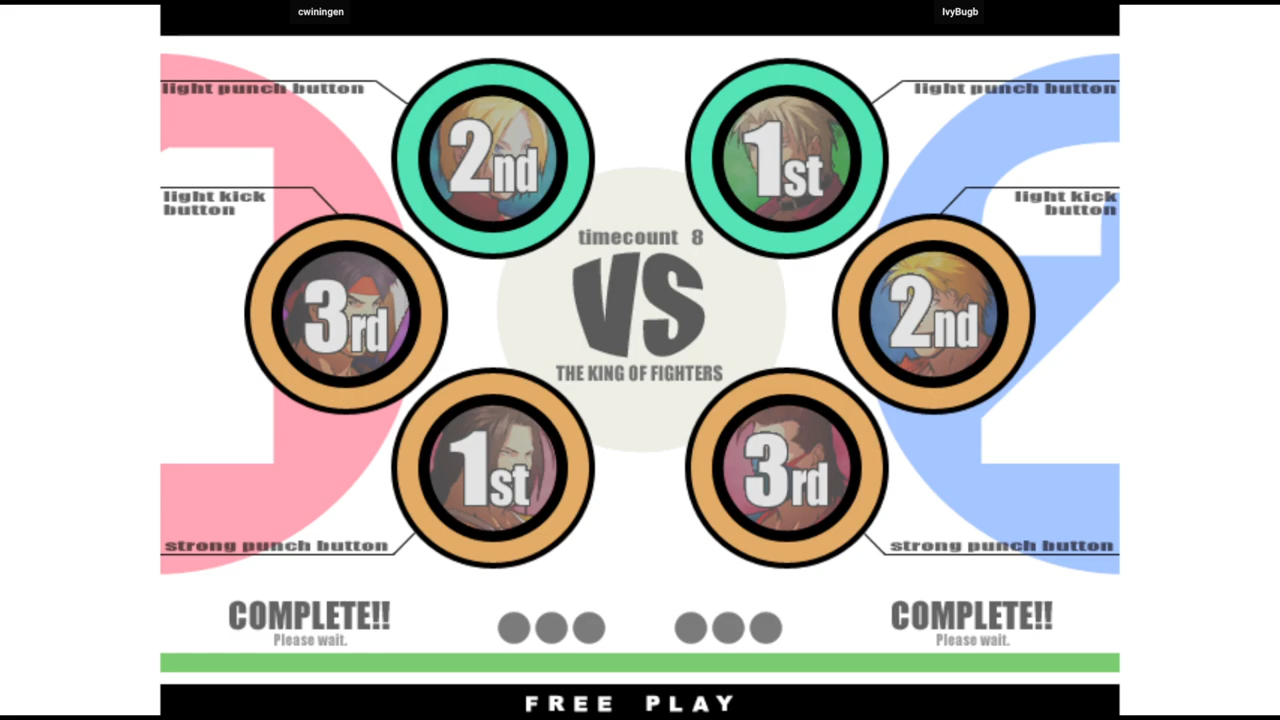 cwiningen
IvyBugb
light punch button
light punch button
2nd
1st
light kick
button
light kick
button
timecount 8
VS
THE KING OF FIGHTERS
3rd
2nd
1st
3rd
strong punch button
strong punch button
COMPLETE!!
Please wait.
COMPLETE!!
Please wait.
FREE PLAY
1
2